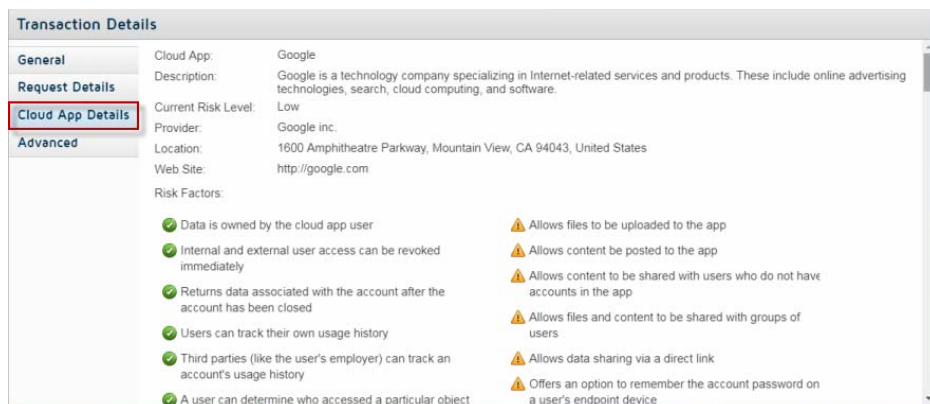 Transaction Details
General
Request Details
Cloud App Details
Advanced
Cloud App: Google
Description: Google is a technology company specializing in Internet-related services and products. These include online advertising
technologies, search, cloud computing, and software.
Current Risk Level: Low
Provider: Google inc.
Location: 1600 Amphitheatre Parkway, Mountain View, CA 94043, United States
Web Site: http://google.com
Risk Factors:
Data is owned by the cloud app user
Internal and external user access can be revoked
immediately
Returns data associated with the account after the
account has been closed
Users can track their own usage history
Third parties (like the user's employer) can track an
account's usage history
A user can determine who accessed a particular object
Allows files to be uploaded to the app
Allows content be posted to the app
Allows content to be shared with users who do not have
accounts in the app
Allows files and content to be shared with groups of
users
Allows data sharing via a direct link
Offers an option to remember the account password on
a user's endpoint device